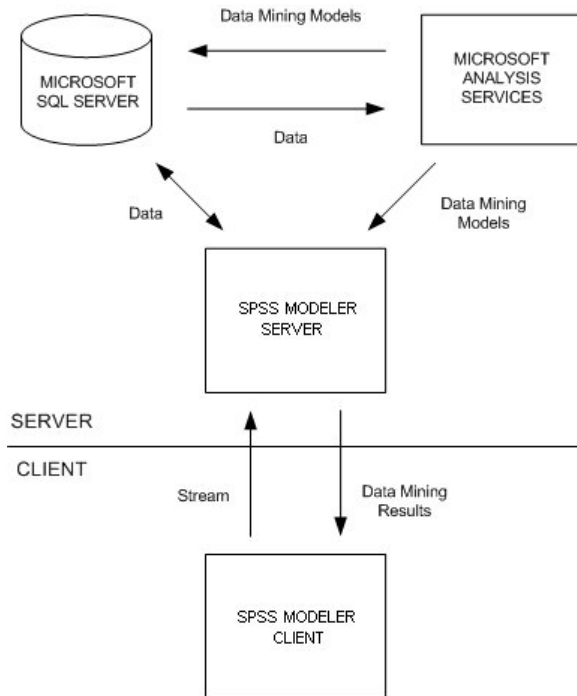 Data Mining Models
MICROSOFT
SQL SERVER
MICROSOFT
ANALYSIS
SERVICES
Data
Data
Data Mining
Models
SPSS MODELER
SERVER
SERVER
CLIENT
Stream
Data Mining
Results
SPSS MODELER
CLIENT